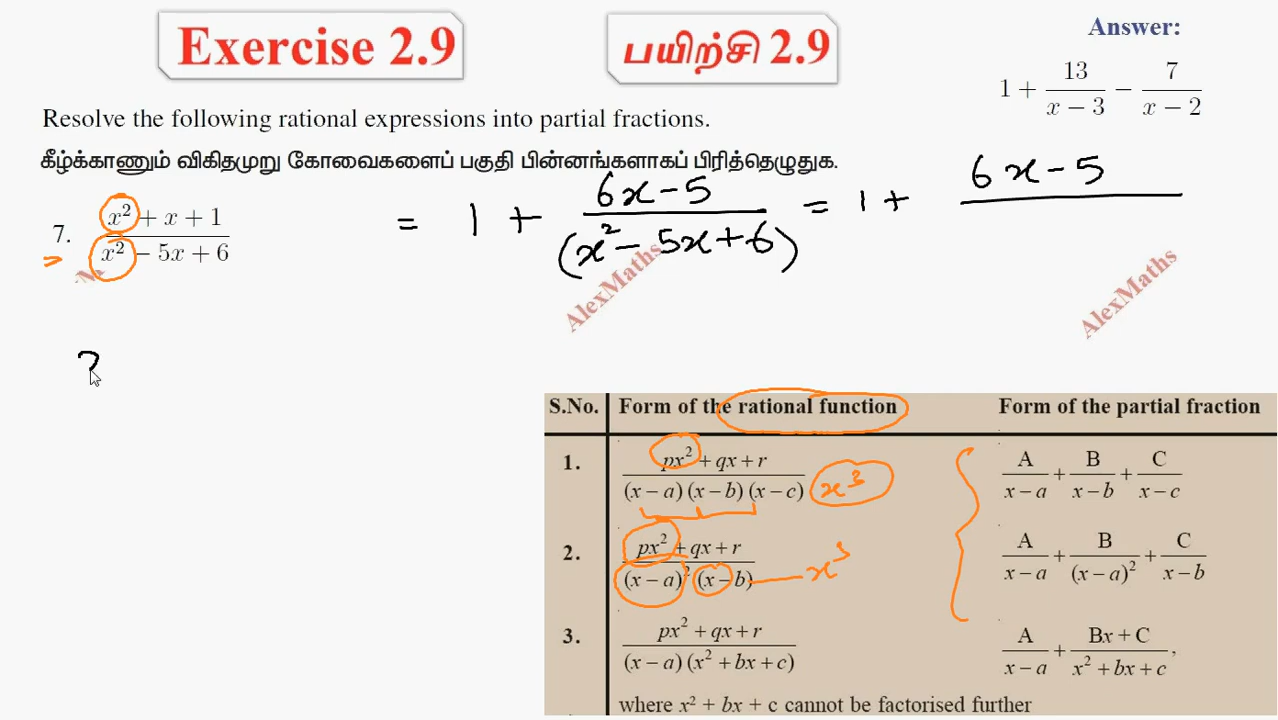 Exercise 2.9
பயிற்சி 2.9
Answer:
1 + 13/(x − 3) − 7/(x − 2)
Resolve the following rational expressions into partial fractions.
கீழ்க்காணும் விகிதமுறு கோவைகளைப் பகுதி பின்னங்களாகப் பிரித்தெழுதுக.
7. (x² + x + 1)/(x² − 5x + 6) = 1 + (6x − 5)/(x² − 5x + 6) = 1 + 6x − 5
AlexMaths
AlexMaths
S.No. Form of the rational function Form of the partial fraction
1. (px² + qx + r)/((x − a)(x − b)(x − c)) x³ A/(x − a) + B/(x − b) + C/(x − c)
2. (px² + qx + r)/((x − a)² (x − b)) x³ A/(x − a) + B/(x − a)² + C/(x − b)
3. (px² + qx + r)/((x − a)(x² + bx + c)) A/(x − a) + (Bx + C)/(x² + bx + c),
where x² + bx + c cannot be factorised further